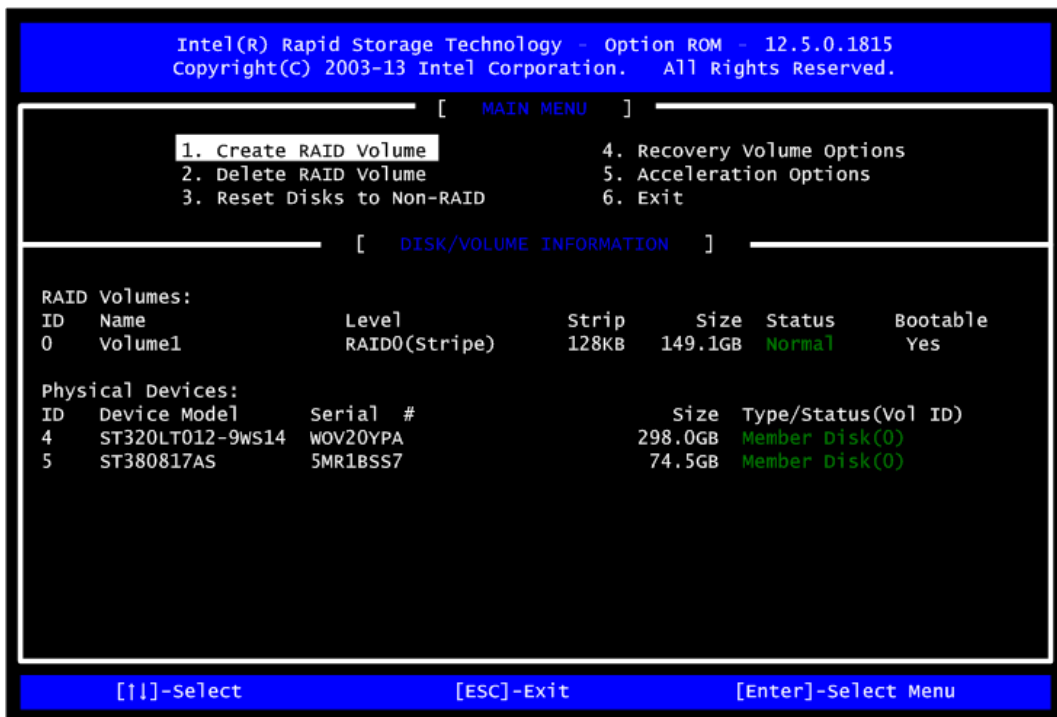 Intel(R) Rapid Storage Technology - Option ROM - 12.5.0.1815
Copyright(C) 2003-13 Intel Corporation. All Rights Reserved.
[ MAIN MENU ]
1. Create RAID Volume 4. Recovery Volume Options
2. Delete RAID Volume 5. Acceleration Options
3. Reset Disks to Non-RAID 6. Exit
[ DISK/VOLUME INFORMATION ]
RAID Volumes:
ID Name Level Strip Size Status Bootable
0 Volume1 RAID0(Stripe) 128KB 149.1GB Normal Yes
Physical Devices:
ID Device Model Serial # Size Type/Status(Vol ID)
4 ST320LT012-9WS14 WOV20YPA 298.0GB Member Disk(0)
5 ST380817AS 5MR1BSS7 74.5GB Member Disk(0)
[↑↓]-Select [ESC]-Exit [Enter]-Select Menu